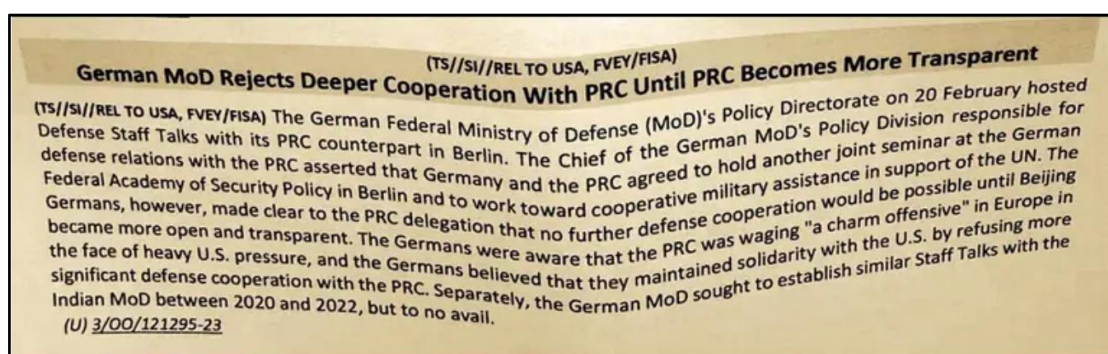 (TS//SI//REL TO USA, FVEY/FISA)
German MoD Rejects Deeper Cooperation With PRC Until PRC Becomes More Transparent
(TS//SI//REL TO USA, FVEY/FISA) The German Federal Ministry of Defense (MoD)'s Policy Directorate on 20 February hosted
Defense Staff Talks with its PRC counterpart in Berlin. The Chief of the German MoD's Policy Division responsible for
defense relations with the PRC asserted that Germany and the PRC agreed to hold another joint seminar at the German
Federal Academy of Security Policy in Berlin and to work toward cooperative military assistance in support of the UN. The
Germans, however, made clear to the PRC delegation that no further defense cooperation would be possible until Beijing
became more open and transparent. The Germans were aware that the PRC was waging "a charm offensive" in Europe in
the face of heavy U.S. pressure, and the Germans believed that they maintained solidarity with the U.S. by refusing more
significant defense cooperation with the PRC. Separately, the German MoD sought to establish similar Staff Talks with the
Indian MoD between 2020 and 2022, but to no avail.
(U) 3/OO/121295-23